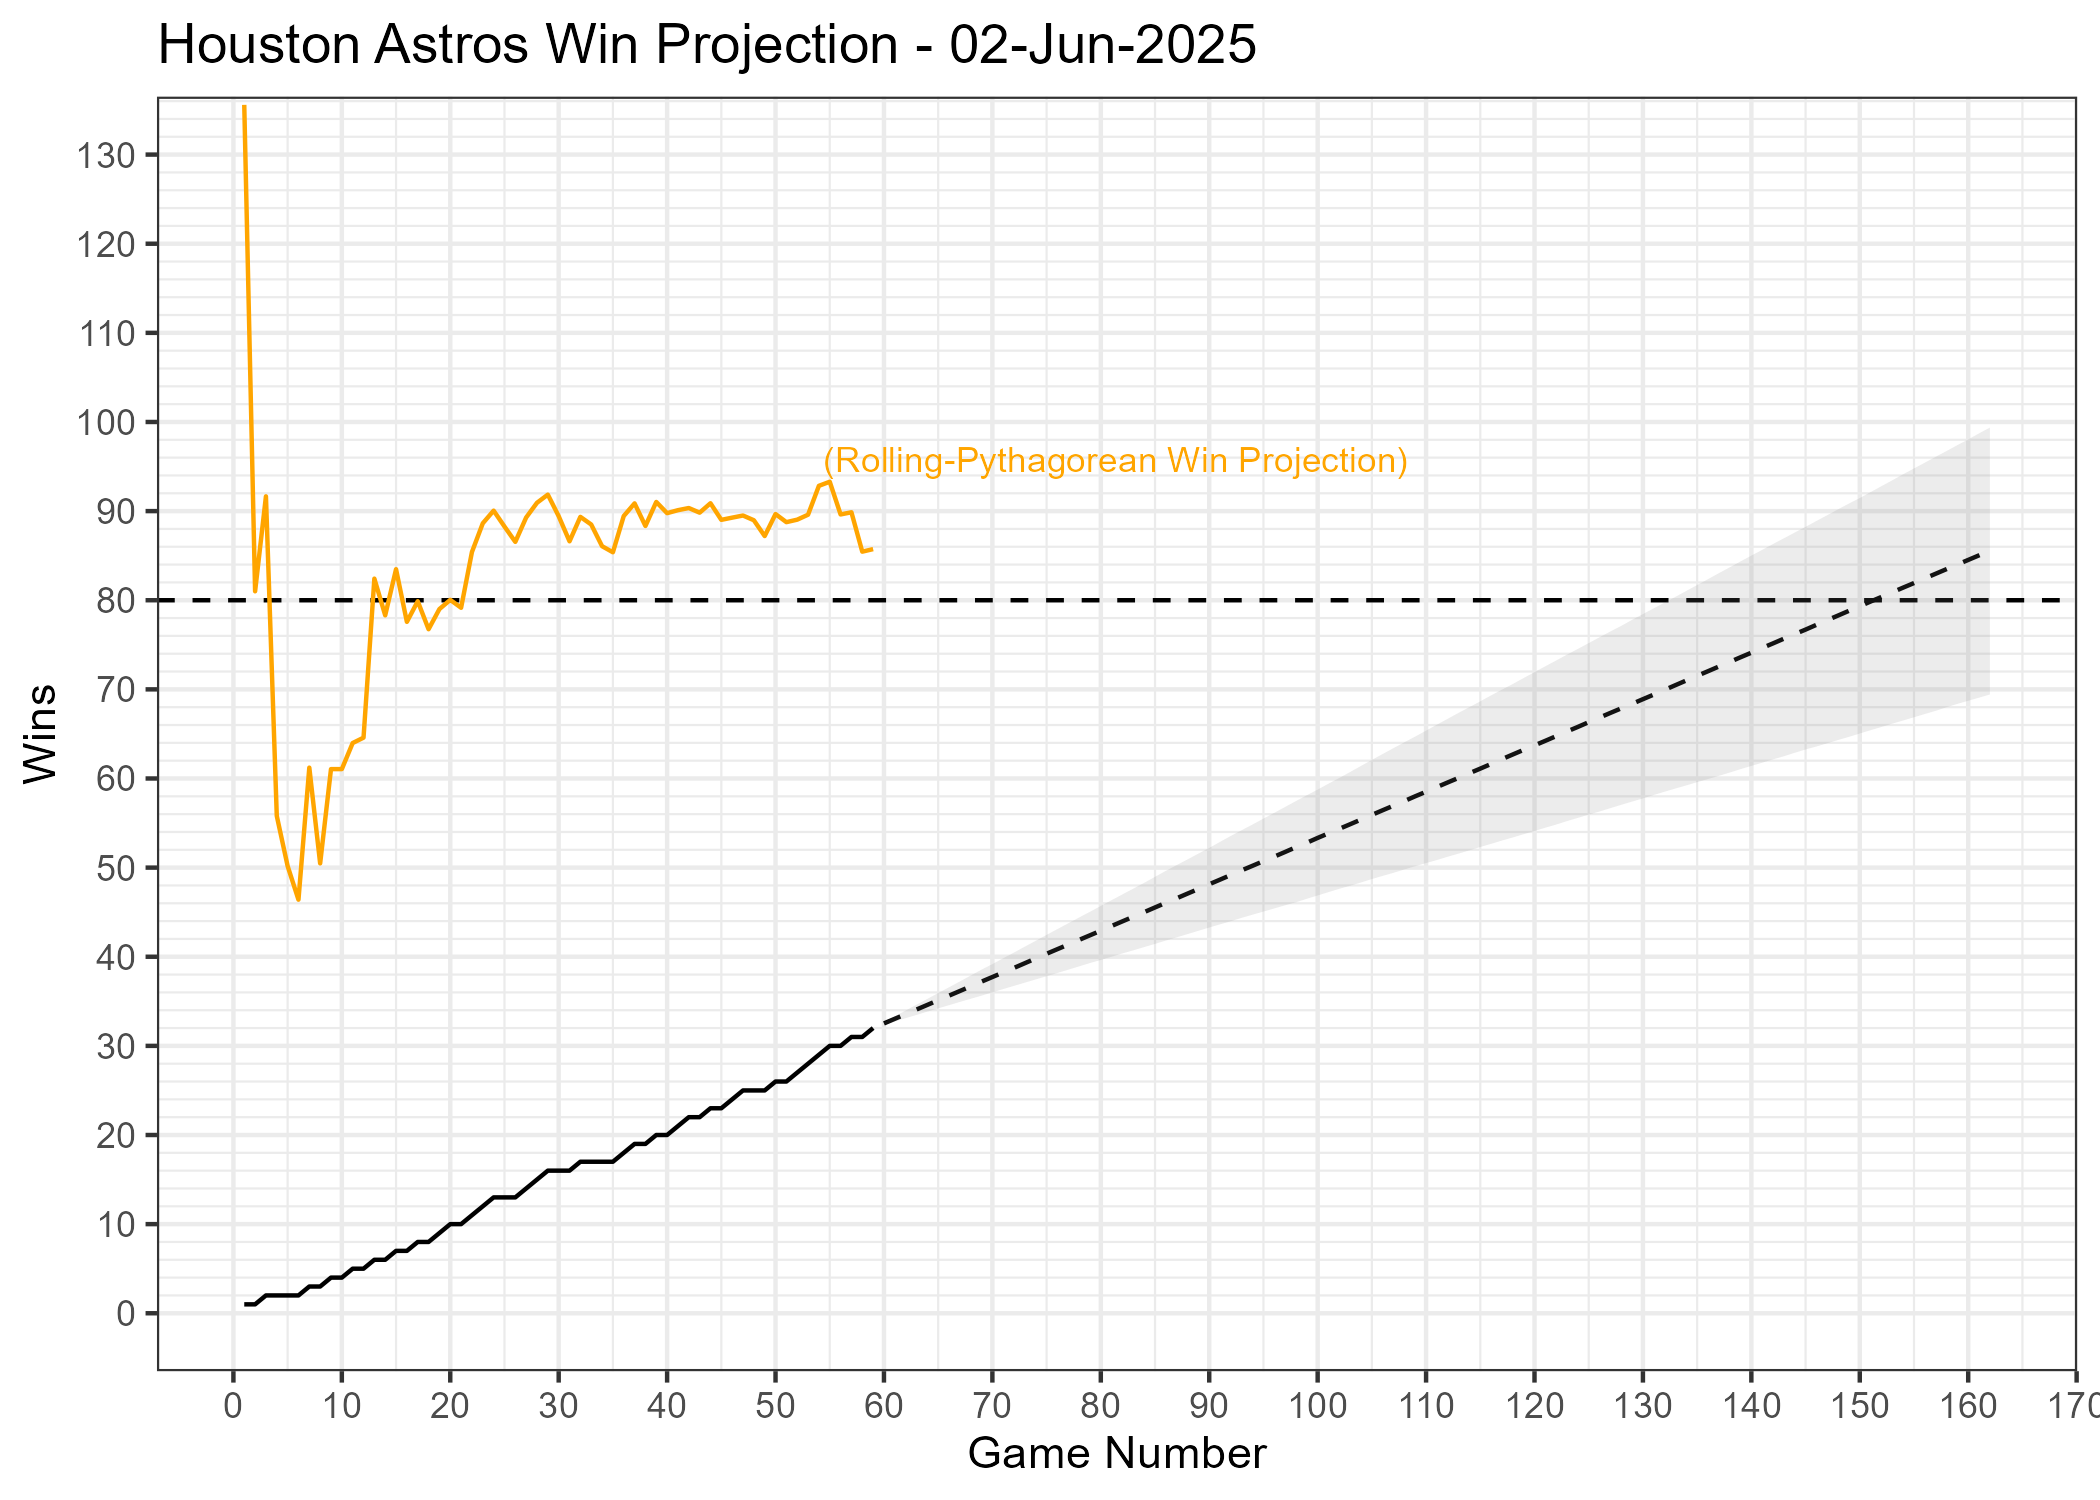 Houston Astros Win Projection - 02-Jun-2025
130
120
110
100
(Rolling-Pythagorean Win Projection)
90
80
70
Wins
60
50
40
30
20
10
0
0 10 20 30 40 50 60 70 80 90 100 110 120 130 140 150 160 170
Game Number